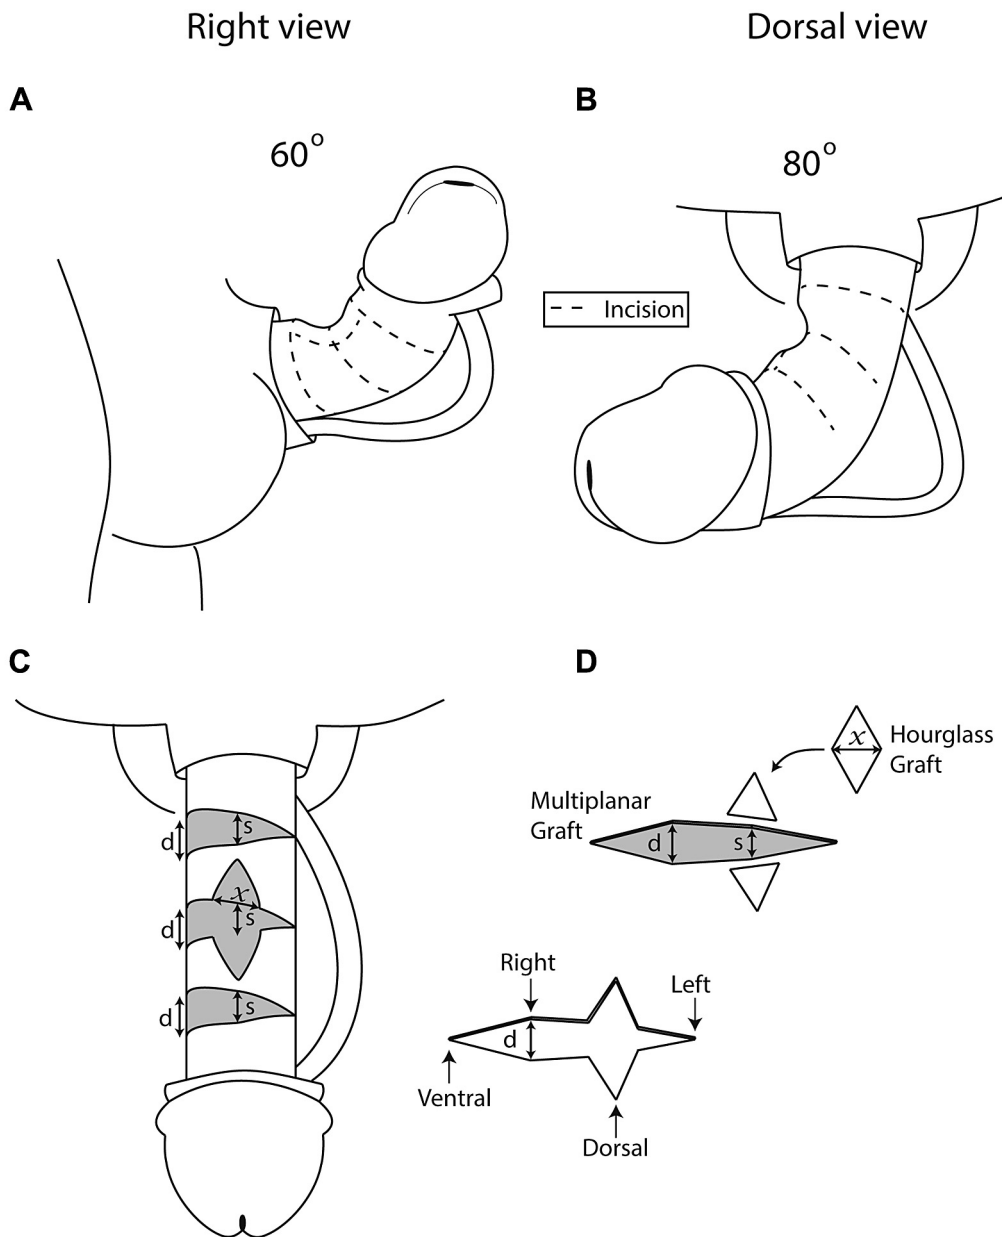 Right view
Dorsal view
A
B
60°
80°
Incision
C
D
d
s
x
d
s
d
s
x
Hourglass
Graft
Multiplanar
Graft
d
s
Right
Left
d
Ventral
Dorsal